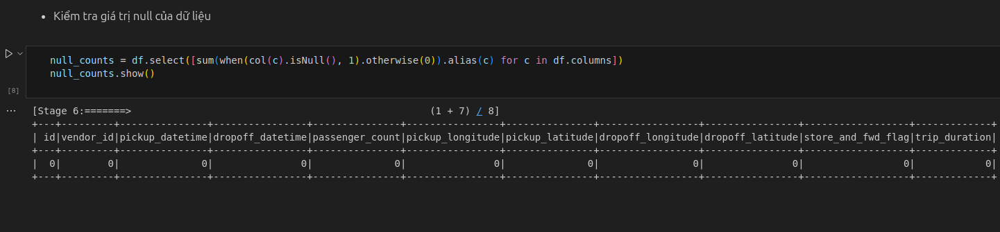 • Kiểm tra giá trị null của dữ liệu
null_counts = df.select([sum(when(col(c).isNull(), 1).otherwise(0)).alias(c) for c in df.columns])
null_counts.show()
[8]
...
[Stage 6:=======>                                                    (1 + 7) / 8]
+---+---------+---------------+----------------+---------------+----------------+---------------+-----------------+----------------+------------------+-------------+
| id|vendor_id|pickup_datetime|dropoff_datetime|passenger_count|pickup_longitude|pickup_latitude|dropoff_longitude|dropoff_latitude|store_and_fwd_flag|trip_duration|
+---+---------+---------------+----------------+---------------+----------------+---------------+-----------------+----------------+------------------+-------------+
|  0|        0|              0|               0|              0|               0|              0|                0|               0|                 0|            0|
+---+---------+---------------+----------------+---------------+----------------+---------------+-----------------+----------------+------------------+-------------+